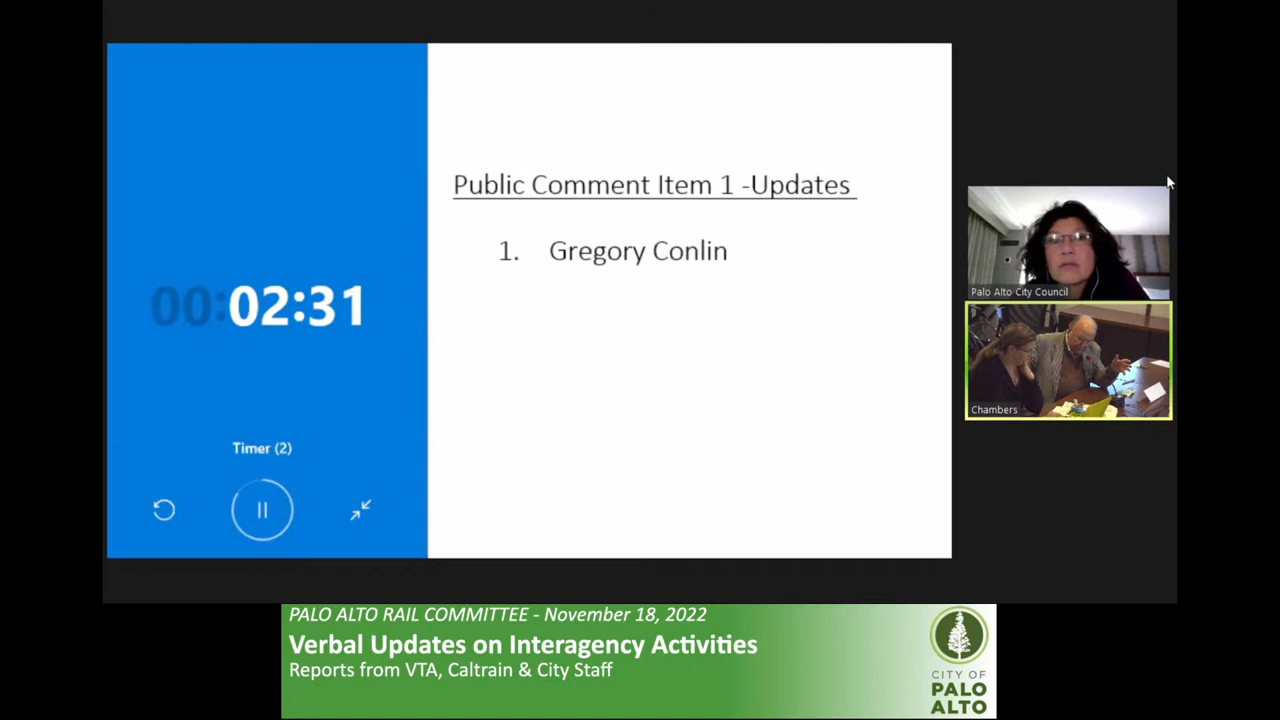 Public Comment Item 1 -Updates
1. Gregory Conlin
00:02:31
Timer (2)
Palo Alto City Council
Chambers
PALO ALTO RAIL COMMITTEE - November 18, 2022
Verbal Updates on Interagency Activities
Reports from VTA, Caltrain & City Staff
CITY OF
PALO
ALTO